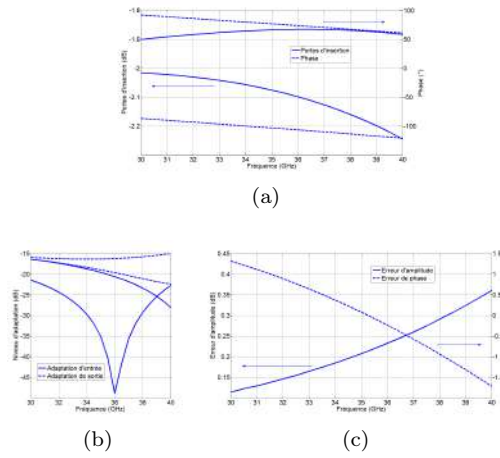 -1.8
-1.9
-2
-2.1
-2.2
100
50
0
-50
-100
30 31 32 33 34 35 36 37 38 39 40
Pertes d'insertion (dB)
Phase (°)
Fréquence (GHz)
Pertes d'insertion
Phase
(a)
-15
-20
-25
-30
-35
-40
-45
30 32 34 36 38 40
Niveau d'adaptation (dB)
Fréquence (GHz)
Adaptation d'entrée
Adaptation de sortie
(b)
0.45
0.4
0.35
0.3
0.25
0.2
0.15
30 31 32 33 34 35 36 37 38 39 40
Erreur d'amplitude (dB)
Fréquence (GHz)
Erreur d'amplitude
Erreur de phase
(c)